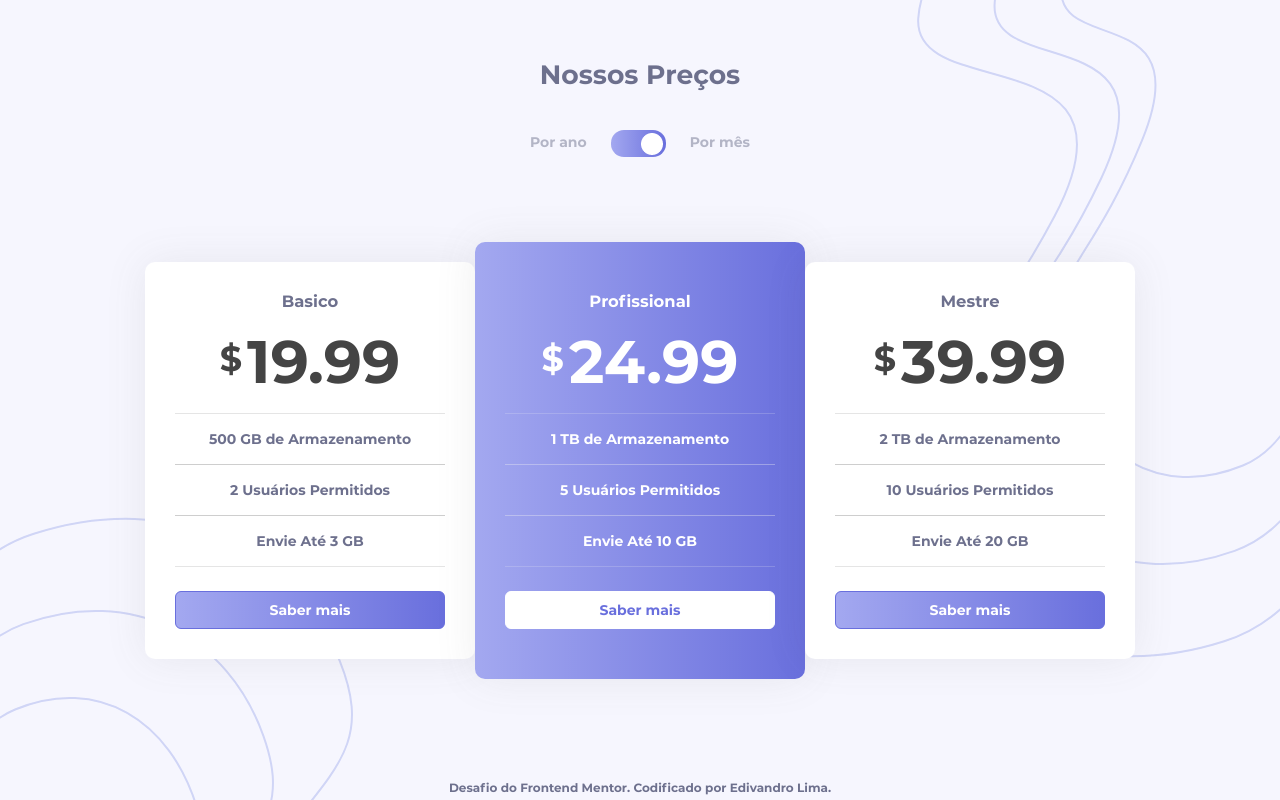 Nossos Preços
Por ano
Por mês
Basico
$19.99
500 GB de Armazenamento
2 Usuários Permitidos
Envie Até 3 GB
Saber mais
Profissional
$24.99
1 TB de Armazenamento
5 Usuários Permitidos
Envie Até 10 GB
Saber mais
Mestre
$39.99
2 TB de Armazenamento
10 Usuários Permitidos
Envie Até 20 GB
Saber mais
Desafio do Frontend Mentor. Codificado por Edivandro Lima.